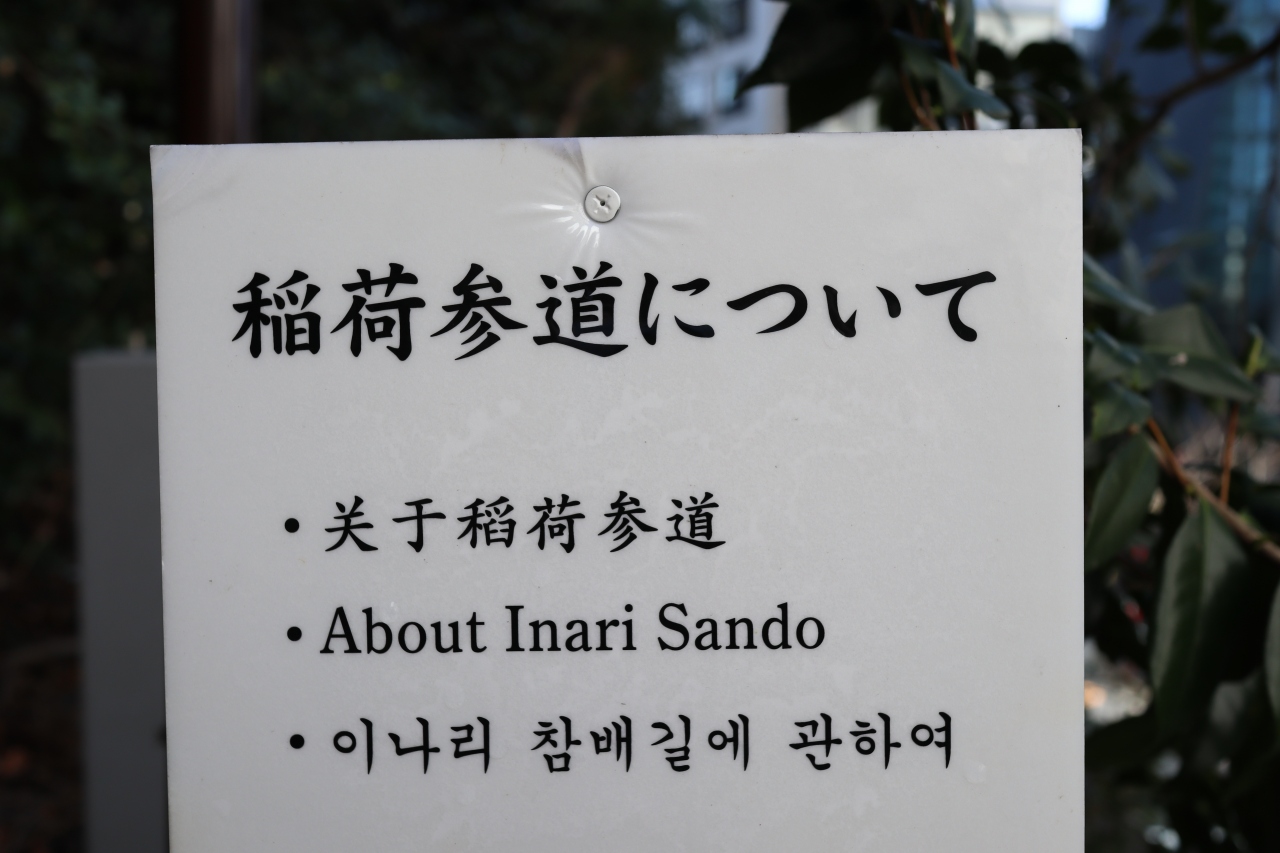 稲荷参道について
・关于稻荷参道
・About Inari Sando
・이나리 참배길에 관하여